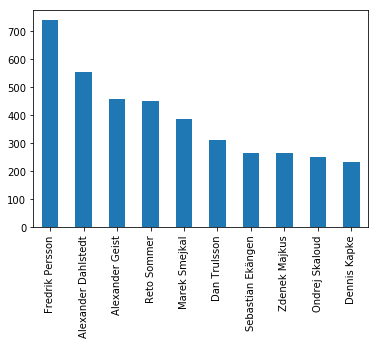 700
600
500
400
300
200
100
0
Fredrik Persson
Alexander Dahlstedt
Alexander Geist
Reto Sommer
Marek Smejkal
Dan Trulsson
Sebastian Ekängen
Zdenek Majkus
Ondrej Skaloud
Dennis Kapke